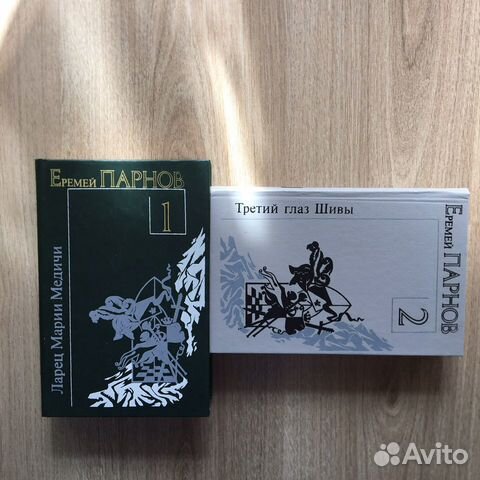 Еремей ПАРНОВ
1
Ларец Марии Медичи
Третий глаз Шивы
Еремей ПАРНОВ
2
Avito